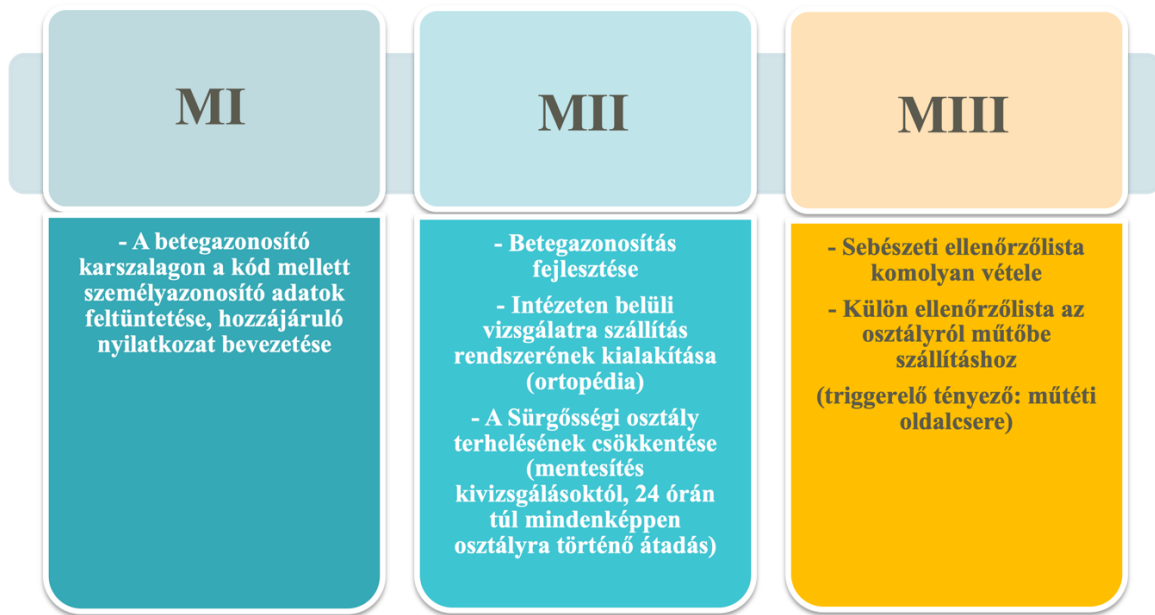 MI
- A betegazonosító
karszalagon a kód mellett
személyazonosító adatok
feltüntetése, hozzájáruló
nyilatkozat bevezetése
MII
- Betegazonosítás
fejlesztése
- Intézeten belüli
vizsgálatra szállítás
rendszerének kialakítása
(ortopédia)
- A Sürgősségi osztály
terhelésének csökkentése
(mentesítés
kivizsgálásoktól, 24 órán
túl mindenképpen
osztályra történő átadás)
MIII
- Sebészeti ellenőrzőlista
komolyan vétele
- Külön ellenőrzőlista az
osztályról műtőbe
szállításhoz
(triggerelő tényező: műtéti
oldalcsere)